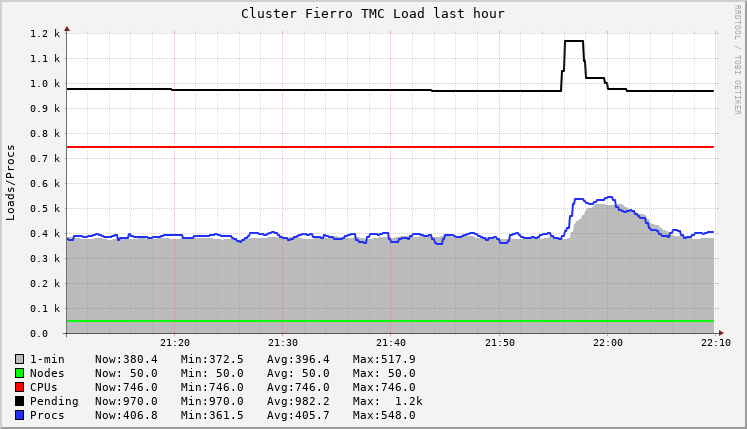 Cluster Fierro TMC Load last hour
RRDTOOL / TOBI OETIKER
Loads/Procs
1.2 k
1.1 k
1.0 k
0.9 k
0.8 k
0.7 k
0.6 k
0.5 k
0.4 k
0.3 k
0.2 k
0.1 k
0.0
21:20 21:30 21:40 21:50 22:00 22:10
1-min Now:380.4 Min:372.5 Avg:396.4 Max:517.9
Nodes Now: 50.0 Min: 50.0 Avg: 50.0 Max: 50.0
CPUs Now:746.0 Min:746.0 Avg:746.0 Max:746.0
Pending Now:970.0 Min:970.0 Avg:982.2 Max: 1.2k
Procs Now:406.8 Min:361.5 Avg:405.7 Max:548.0